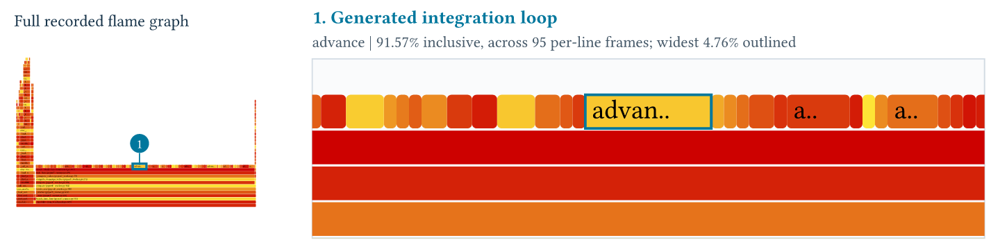 Full recorded flame graph
1. Generated integration loop
advance | 91.57% inclusive, across 95 per-line frames; widest 4.76% outlined
1
advan..
a..
a..